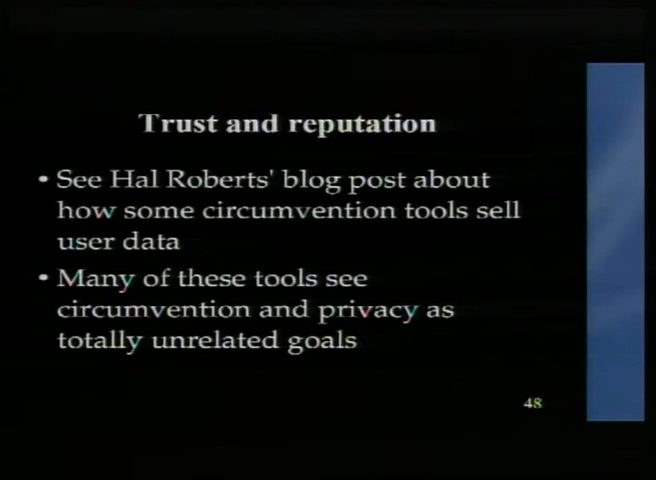 Trust and reputation
• See Hal Roberts' blog post about
how some circumvention tools sell
user data
• Many of these tools see
circumvention and privacy as
totally unrelated goals
48